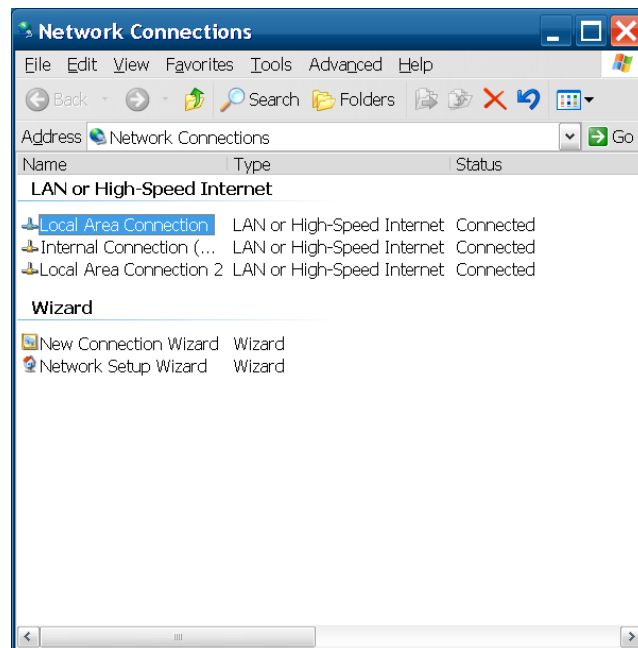 Network Connections
File Edit View Favorites Tools Advanced Help
Back Search Folders
Address Network Connections Go
Name Type Status
LAN or High-Speed Internet
Local Area Connection LAN or High-Speed Internet Connected
Internal Connection (... LAN or High-Speed Internet Connected
Local Area Connection 2 LAN or High-Speed Internet Connected
Wizard
New Connection Wizard Wizard
Network Setup Wizard Wizard